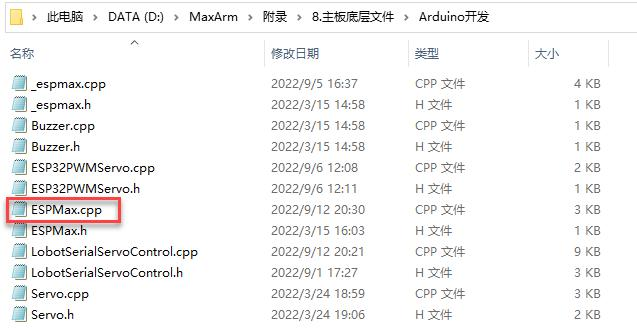 此电脑 > DATA (D:) > MaxArm > 附录 > 8.主板底层文件 > Arduino开发
名称 修改日期 类型 大小
_espmax.cpp 2022/9/5 16:37 CPP 文件 4 KB
_espmax.h 2022/3/15 14:58 H 文件 1 KB
Buzzer.cpp 2022/3/15 14:58 CPP 文件 1 KB
Buzzer.h 2022/3/15 14:58 H 文件 1 KB
ESP32PWMServo.cpp 2022/9/6 12:08 CPP 文件 2 KB
ESP32PWMServo.h 2022/9/6 12:11 H 文件 1 KB
ESPMax.cpp 2022/9/12 20:30 CPP 文件 3 KB
ESPMax.h 2022/3/15 16:03 H 文件 1 KB
LobotSerialServoControl.cpp 2022/9/12 20:21 CPP 文件 9 KB
LobotSerialServoControl.h 2022/9/1 17:27 H 文件 3 KB
Servo.cpp 2022/3/24 18:59 CPP 文件 2 KB
Servo.h 2022/3/24 19:06 H 文件 2 KB